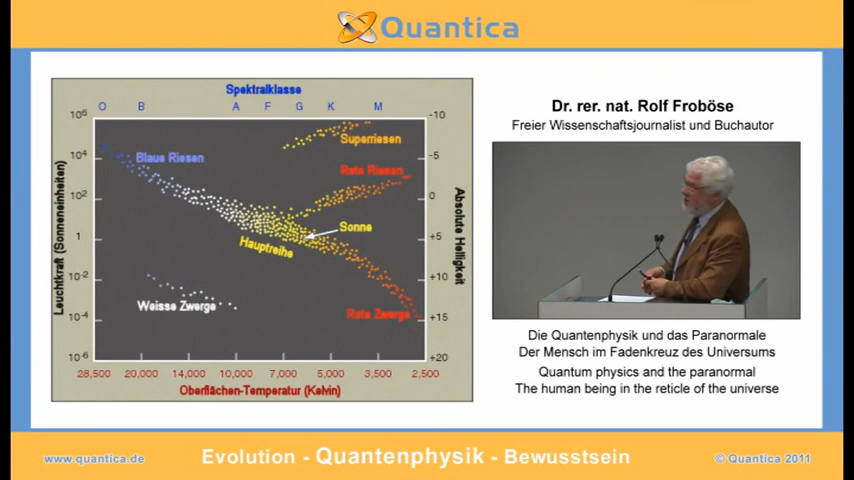 Quantica
Spektralklasse
O B A F G K M
10⁶
10⁴
10²
1
10⁻²
10⁻⁴
10⁻⁶
-10
-5
0
+5
+10
+15
+20
Leuchtkraft (Sonneneinheiten)
Absolute Helligkeit
Superriesen
Blaue Riesen
Rote Riesen
Sonne
Hauptreihe
Weisse Zwerge
Rote Zwerge
28,500 20,000 14,000 10,000 7,000 5,000 3,500 2,500
Oberflächen-Temperatur (Kelvin)
Dr. rer. nat. Rolf Froböse
Freier Wissenschaftsjournalist und Buchautor
Die Quantenphysik und das Paranormale
Der Mensch im Fadenkreuz des Universums
Quantum physics and the paranormal
The human being in the reticle of the universe
www.quantica.de
Evolution - Quantenphysik - Bewusstsein
© Quantica 2011